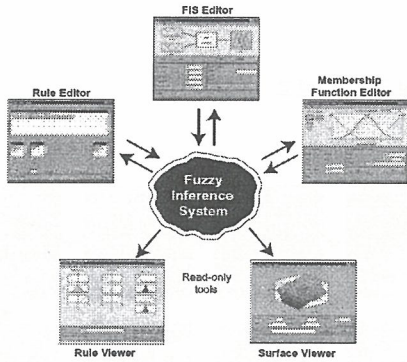 FIS Editor
Rule Editor
Membership
Function Editor
Fuzzy
Inference
System
Read-only
tools
Rule Viewer
Surface Viewer